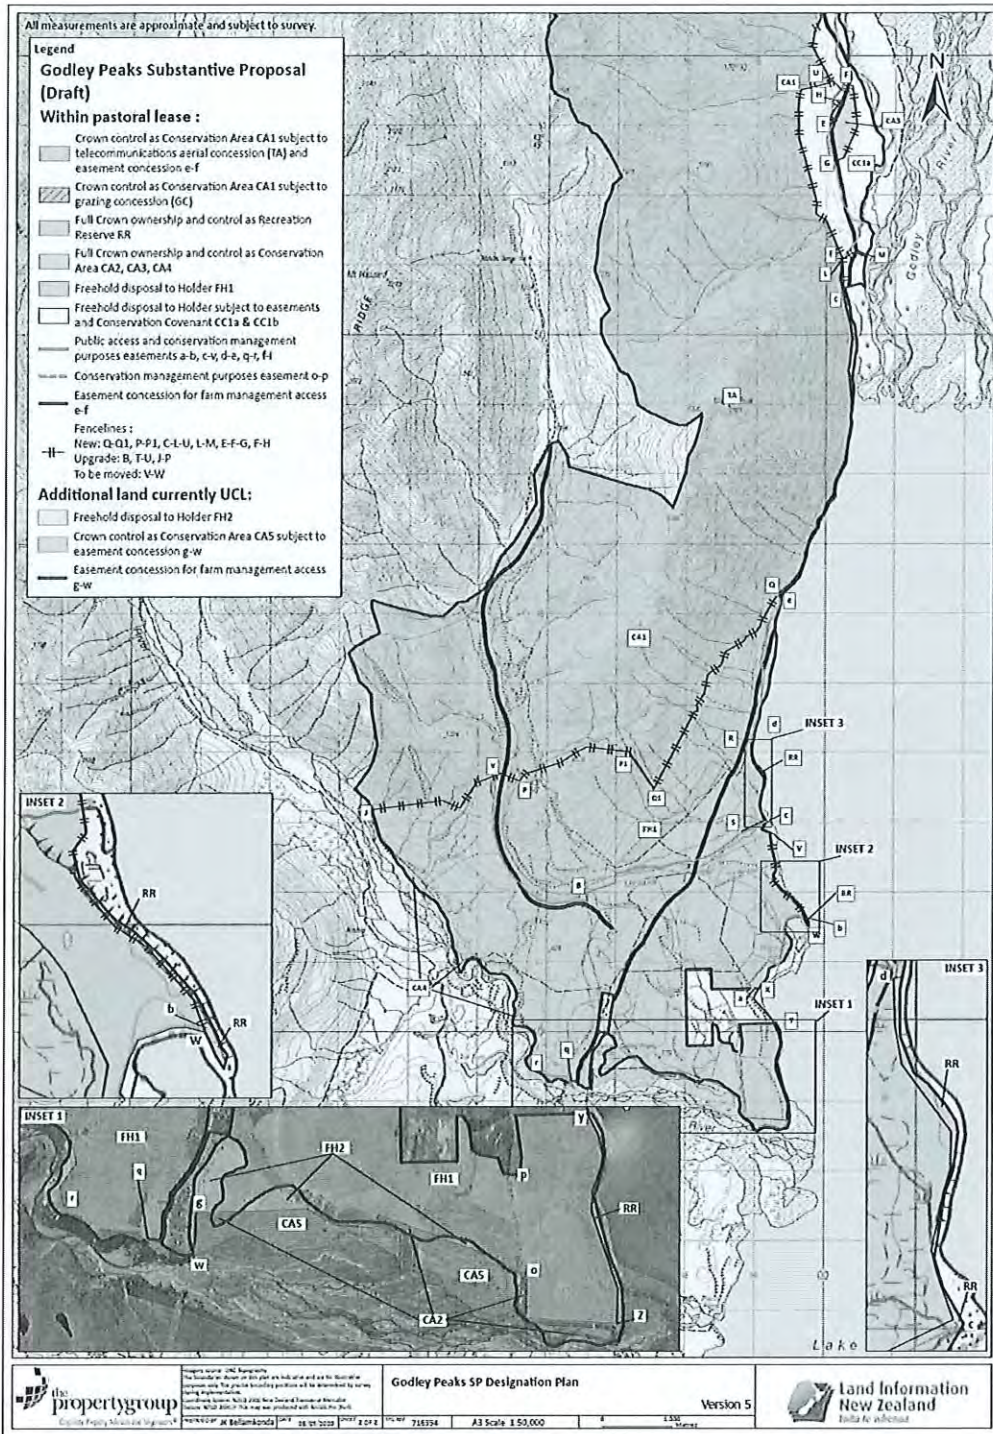 All measurements are approximate and subject to survey.
Legend
Godley Peaks Substantive Proposal
(Draft)
Within pastoral lease :
Crown control as Conservation Area CA1 subject to
telecommunications aerial concession (TA) and
easement concession e-f
Crown control as Conservation Area CA1 subject to
grazing concession (GC)
Full Crown ownership and control as Recreation
Reserve RR
Full Crown ownership and control as Conservation
Area CA2, CA3, CA4
Freehold disposal to Holder FH1
Freehold disposal to Holder subject to easements
and Conservation Covenant CC1a & CC1b
Public access and conservation management
purposes easements a-b, c-v, d-e, q-r, f-i
Conservation management purposes easement o-p
Easement concession for farm management access
e-f
Fencelines :
New: Q-Q1, P-P1, C-L-U, L-M, E-F-G, F-H
Upgrade: B, T-U, J-P
To be moved: V-W
Additional land currently UCL:
Freehold disposal to Holder FH2
Crown control as Conservation Area CA5 subject to
easement concession g-w
Easement concession for farm management access
g-w
CA1
U
F
H
E
CA3
G
CC1a
Godley
River
M
L
RIDGE
TA
Q
e
CA1
d
INSET 3
R
RR
P1
P
Q1
J
FH1
S
c
V
INSET 2
B
RR
b
W
CA4
a
X
INSET 1
r
q
River
INSET 2
RR
b
W
RR
INSET 3
d
RR
RR
c
INSET 1
FH1
q
r
g
w
FH2
CA5
FH1
y
p
RR
CA5
o
CA2
z
Lake
the
propertygroup
Godley Peaks SP Designation Plan
Version 5
JK Bellamkonda
716354
A3 Scale 1:50,000
Land Information
New Zealand
Toitū te whenua